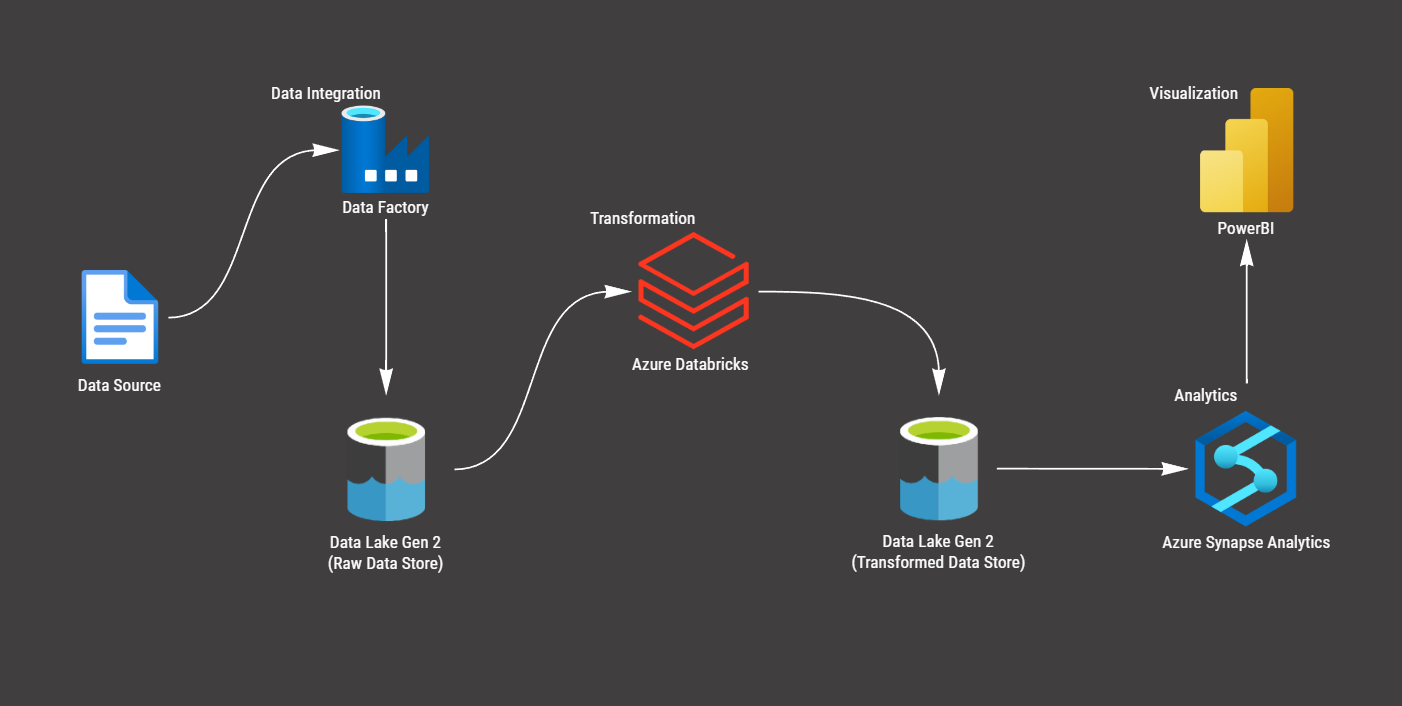 Data Integration
Data Factory
Data Source
Data Lake Gen 2
(Raw Data Store)
Transformation
Azure Databricks
Data Lake Gen 2
(Transformed Data Store)
Analytics
Azure Synapse Analytics
Visualization
PowerBI